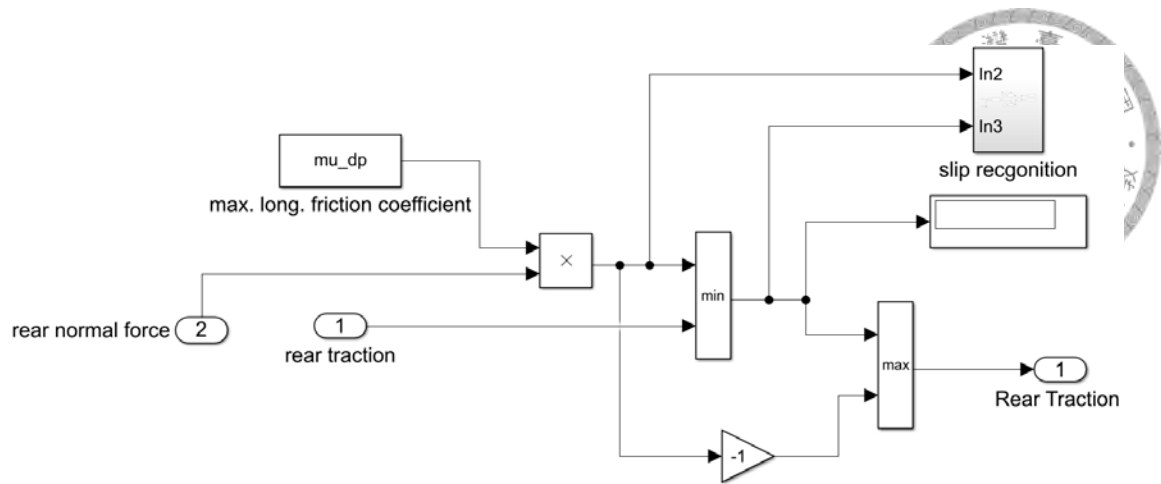 In2
In3
slip recgonition
mu_dp
max. long. friction coefficient
×
min
rear normal force
2
1
rear traction
max
1
Rear Traction
-1